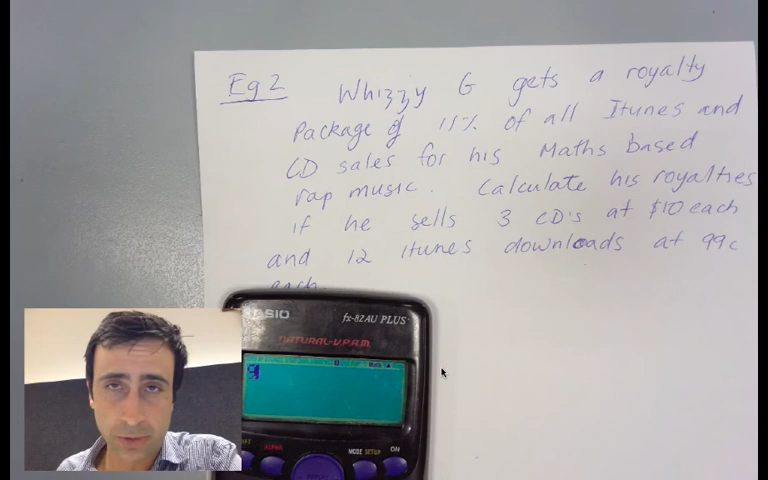 Eg 2 Whizzy G gets a royalty
Package of 11% of all Itunes and
CD sales for his Maths based
rap music. Calculate his royalties
if he sells 3 CD's at $10 each
and 12 itunes downloads at 99c
each.
CASIO fx-82AU PLUS
NATURAL-V.P.A.M.
ALPHA MODE SETUP ON